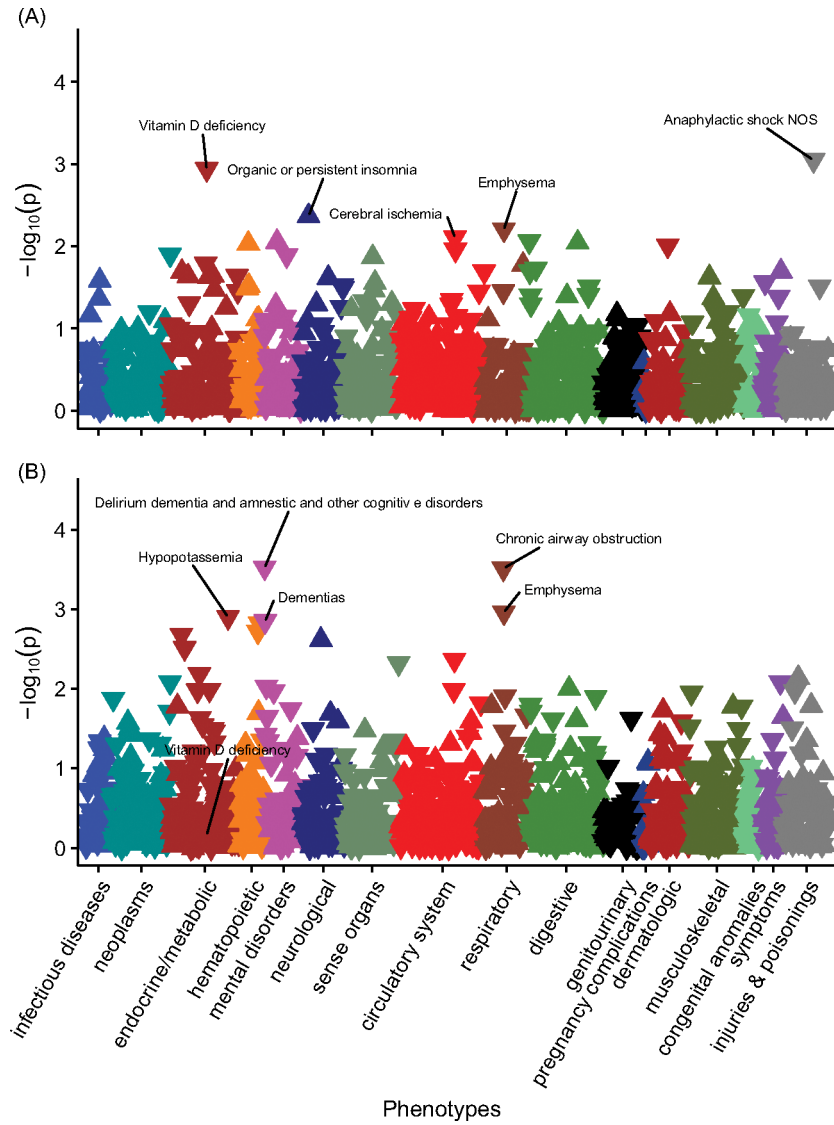 (A)
4
Vitamin D deficiency
Anaphylactic shock NOS
3
Organic or persistent insomnia
Emphysema
Cerebral ischemia
−log10(p)
2
1
0
(B)
Delirium dementia and amnestic and other cognitiv e disorders
4
Chronic airway obstruction
Hypopotassemia
Emphysema
Dementias
3
−log10(p)
2
Vitamin D deficiency
1
0
infectious diseases
neoplasms
endocrine/metabolic
hematopoietic
mental disorders
neurological
sense organs
circulatory system
respiratory
digestive
genitourinary
pregnancy complications
dermatologic
musculoskeletal
congenital anomalies
symptoms
injuries & poisonings
Phenotypes